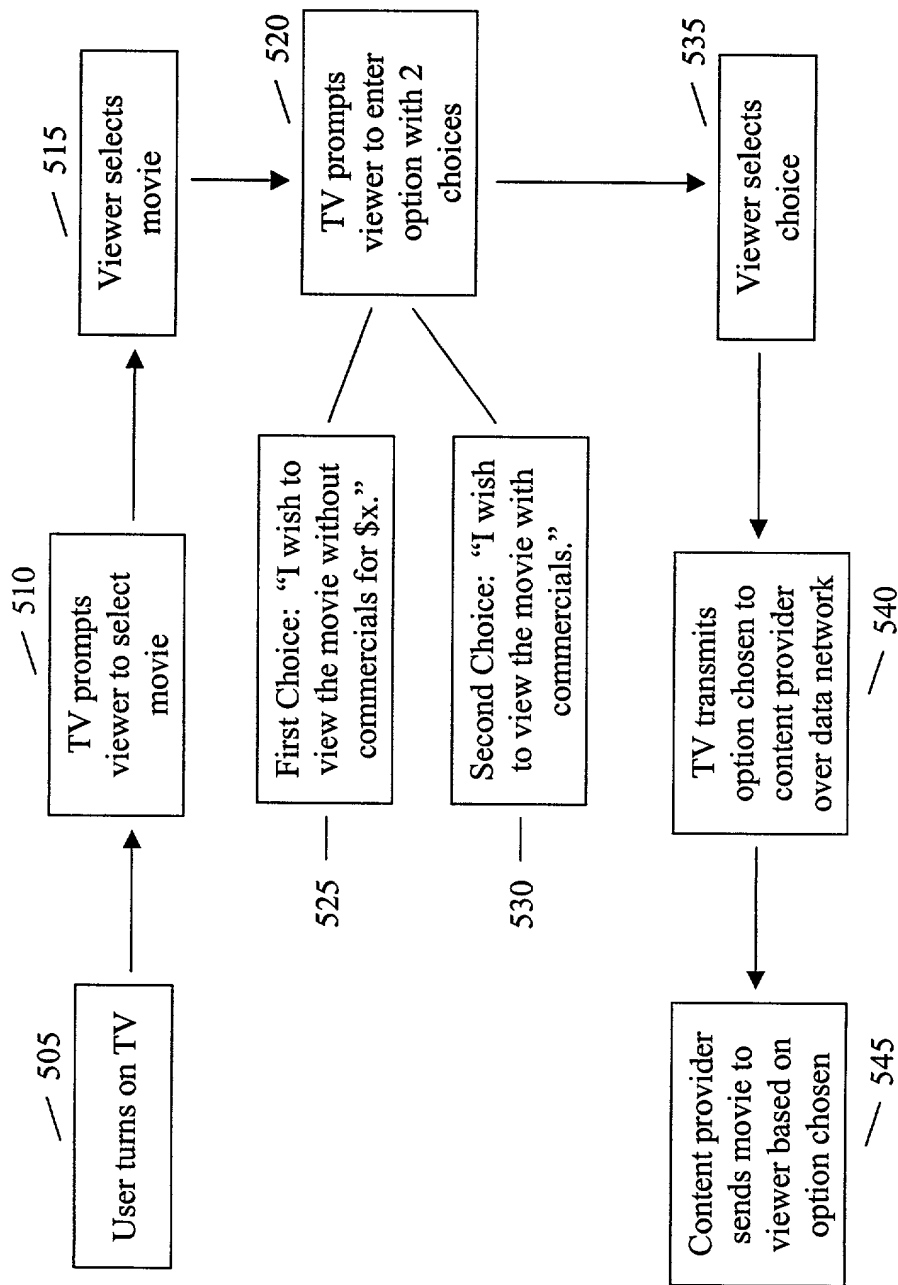 505
User turns on TV
510
TV prompts
viewer to select
movie
515
Viewer selects
movie
520
TV prompts
viewer to enter
option with 2
choices
525
First Choice: “I wish to
view the movie without
commercials for $x.”
530
Second Choice: “I wish
to view the movie with
commercials.”
535
Viewer selects
choice
TV transmits
option chosen to
content provider
over data network
540
Content provider
sends movie to
viewer based on
option chosen
545